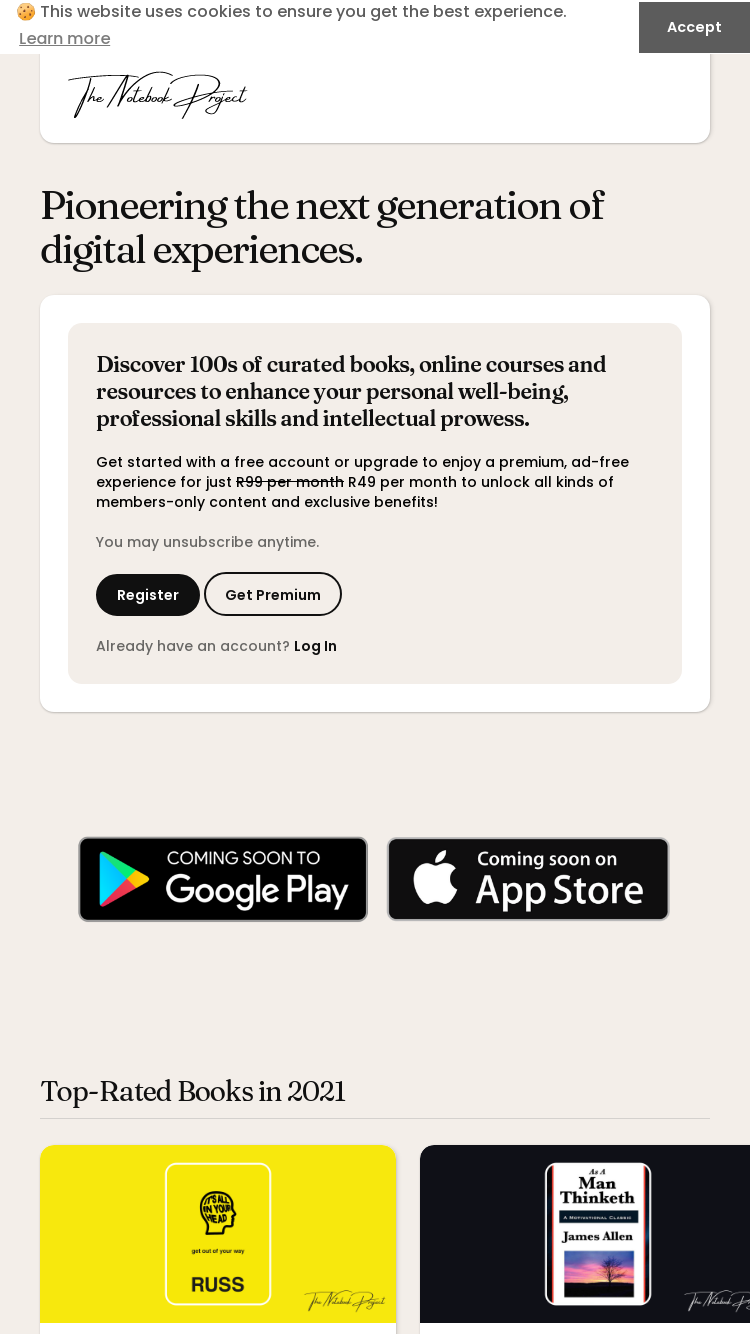 🍪 This website uses cookies to ensure you get the best experience.
Learn more
Accept
The Notebook Project
Pioneering the next generation of
digital experiences.
Discover 100s of curated books, online courses and
resources to enhance your personal well-being,
professional skills and intellectual prowess.
Get started with a free account or upgrade to enjoy a premium, ad-free
experience for just R99 per month R49 per month to unlock all kinds of
members-only content and exclusive benefits!
You may unsubscribe anytime.
Register
Get Premium
Already have an account? Log In
COMING SOON TO
Google Play
Coming soon on
App Store
Top-Rated Books in 2021
IT'S ALL
IN YOUR
HEAD
get out of your way
RUSS
The Notebook Project
As A
Man
Thinketh
A Motivational Classic
James Allen
The Notebook